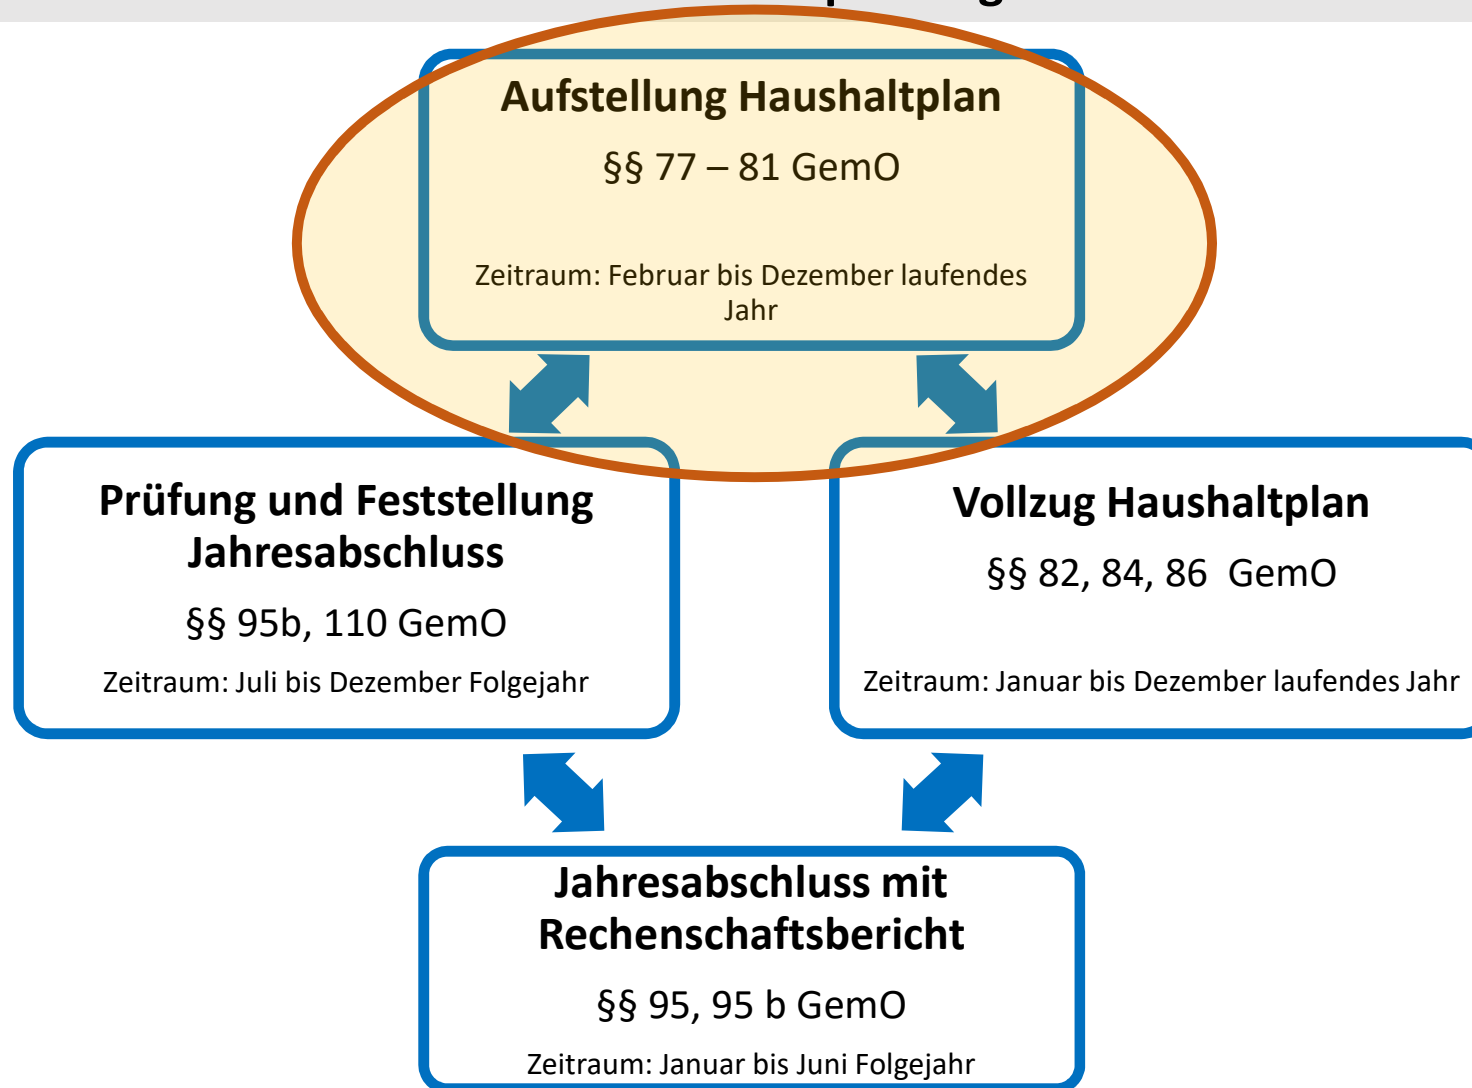 Aufstellung Haushaltplan
§§ 77 – 81 GemO
Zeitraum: Februar bis Dezember laufendes
Jahr
Prüfung und Feststellung
Jahresabschluss
§§ 95b, 110 GemO
Zeitraum: Juli bis Dezember Folgejahr
Vollzug Haushaltplan
§§ 82, 84, 86  GemO
Zeitraum: Januar bis Dezember laufendes Jahr
Jahresabschluss mit
Rechenschaftsbericht
§§ 95, 95 b GemO
Zeitraum: Januar bis Juni Folgejahr